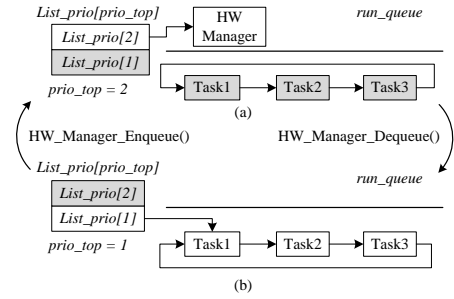 List_prio[prio_top]
run_queue
List_prio[2]
HW
Manager
List_prio[1]
prio_top = 2
Task1
Task2
Task3
(a)
HW_Manager_Enqueue()
HW_Manager_Dequeue()
List_prio[prio_top]
run_queue
List_prio[2]
List_prio[1]
prio_top = 1
Task1
Task2
Task3
(b)